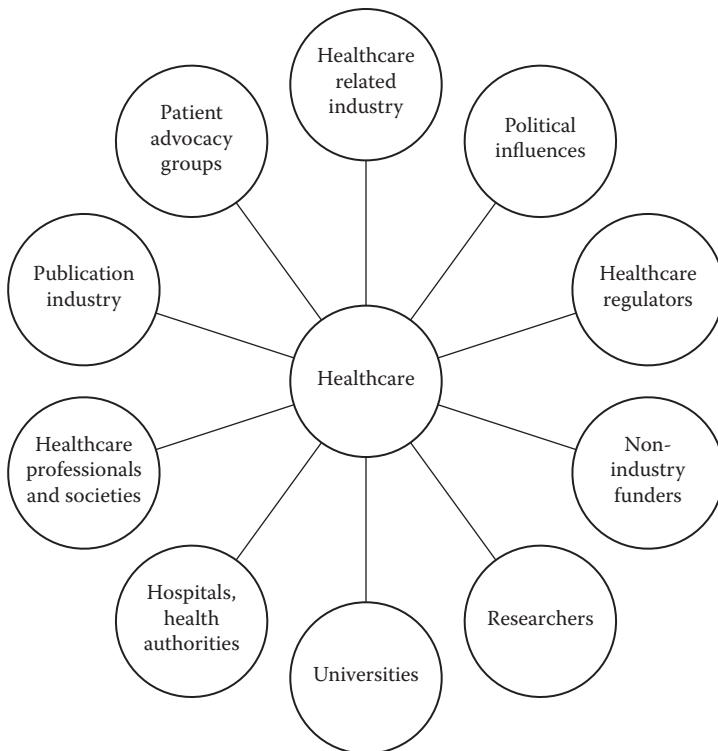 Healthcare
related
industry
Political
influences
Healthcare
regulators
Non-
industry
funders
Researchers
Universities
Hospitals,
health
authorities
Healthcare
professionals
and societies
Publication
industry
Patient
advocacy
groups
Healthcare